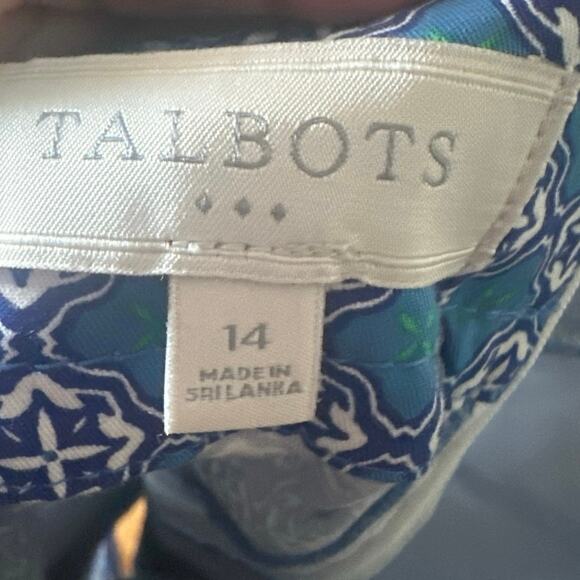 TALBOTS
14
MADE IN
SRI LANKA